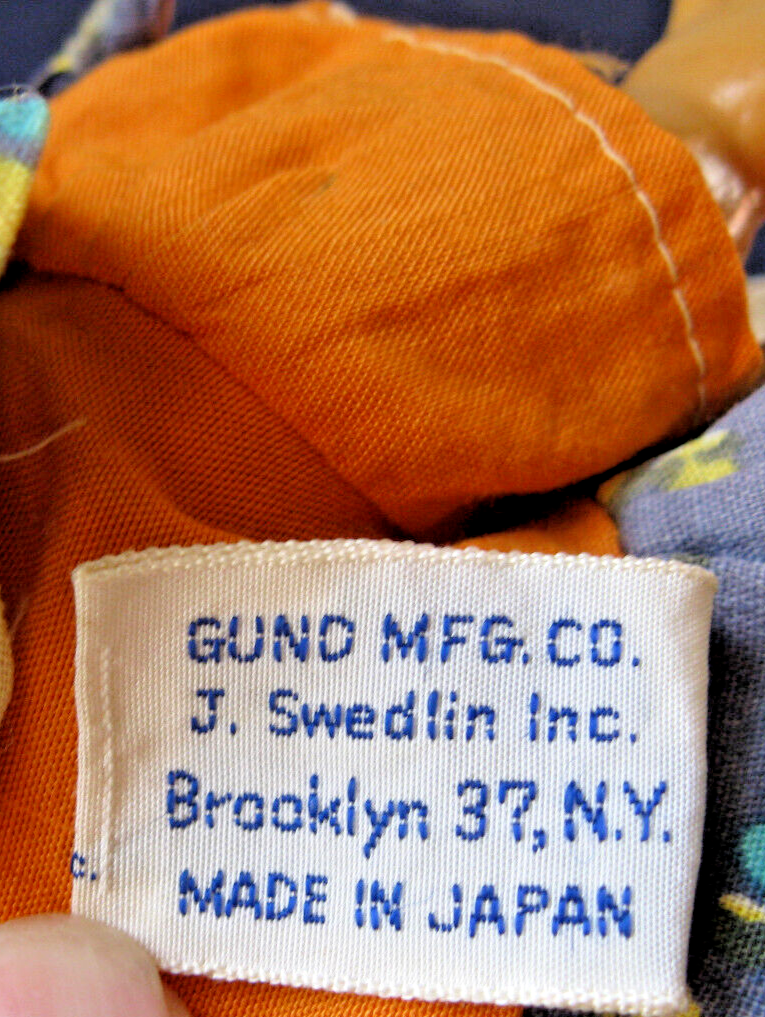 GUND MFG. CO.
J. Swedlin Inc.
Brooklyn 37, N.Y.
c.
MADE IN JAPAN